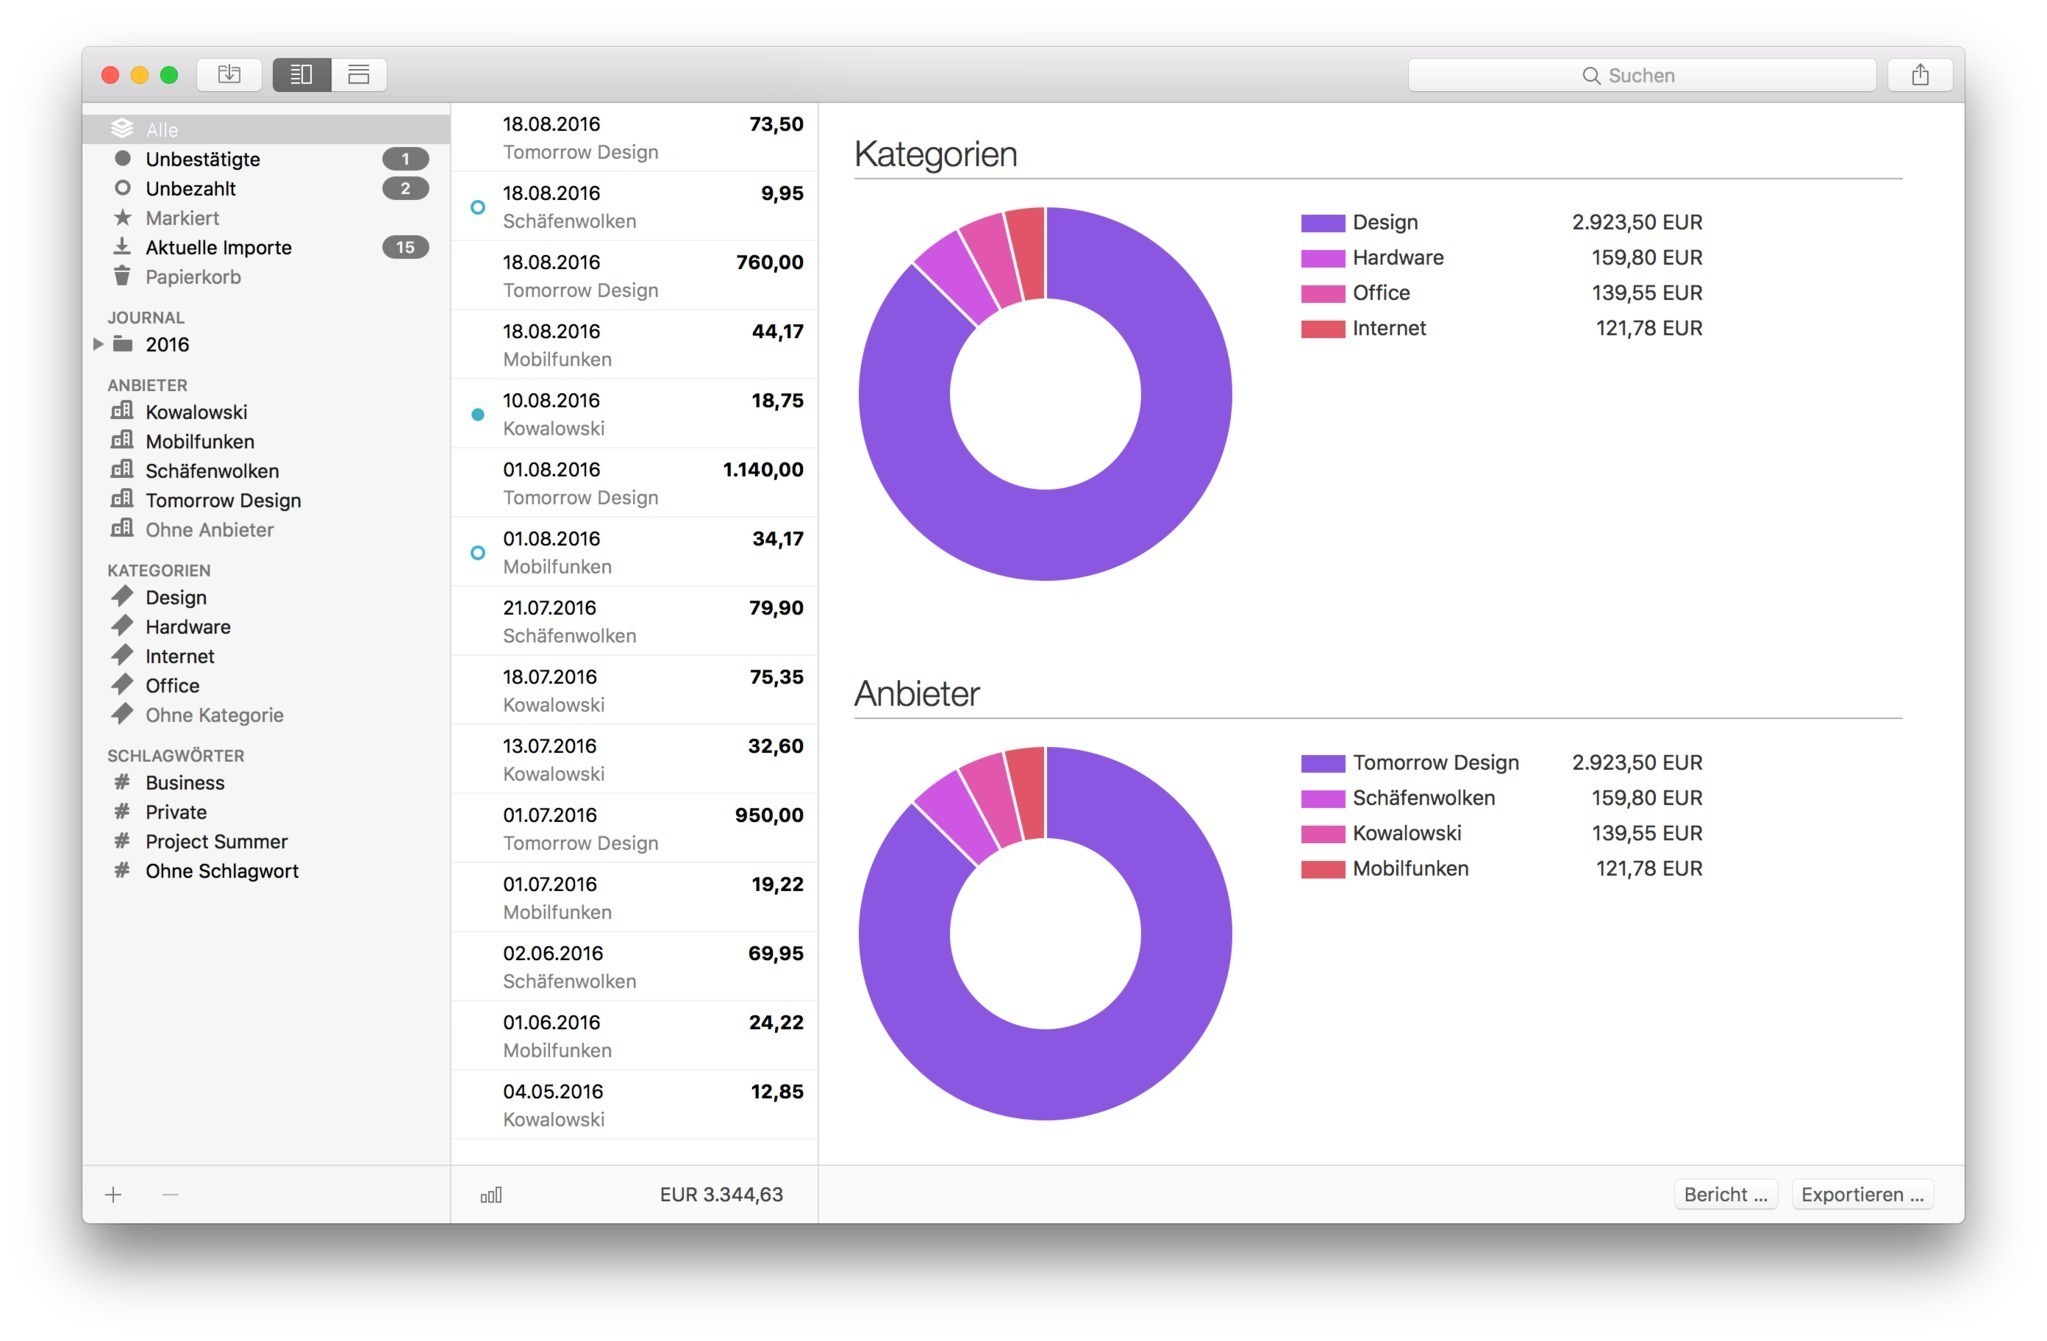 Suchen
Alle
Unbestätigte 1
Unbezahlt 2
Markiert
Aktuelle Importe 15
Papierkorb
JOURNAL
2016
ANBIETER
Kowalowski
Mobilfunken
Schäfenwolken
Tomorrow Design
Ohne Anbieter
KATEGORIEN
Design
Hardware
Internet
Office
Ohne Kategorie
SCHLAGWÖRTER
# Business
# Private
# Project Summer
# Ohne Schlagwort
18.08.2016 73,50
Tomorrow Design
18.08.2016 9,95
Schäfenwolken
18.08.2016 760,00
Tomorrow Design
18.08.2016 44,17
Mobilfunken
10.08.2016 18,75
Kowalowski
01.08.2016 1.140,00
Tomorrow Design
01.08.2016 34,17
Mobilfunken
21.07.2016 79,90
Schäfenwolken
18.07.2016 75,35
Kowalowski
13.07.2016 32,60
Kowalowski
01.07.2016 950,00
Tomorrow Design
01.07.2016 19,22
Mobilfunken
02.06.2016 69,95
Schäfenwolken
01.06.2016 24,22
Mobilfunken
04.05.2016 12,85
Kowalowski
EUR 3.344,63
Kategorien
Design 2.923,50 EUR
Hardware 159,80 EUR
Office 139,55 EUR
Internet 121,78 EUR
Anbieter
Tomorrow Design 2.923,50 EUR
Schäfenwolken 159,80 EUR
Kowalowski 139,55 EUR
Mobilfunken 121,78 EUR
Bericht ... Exportieren ...